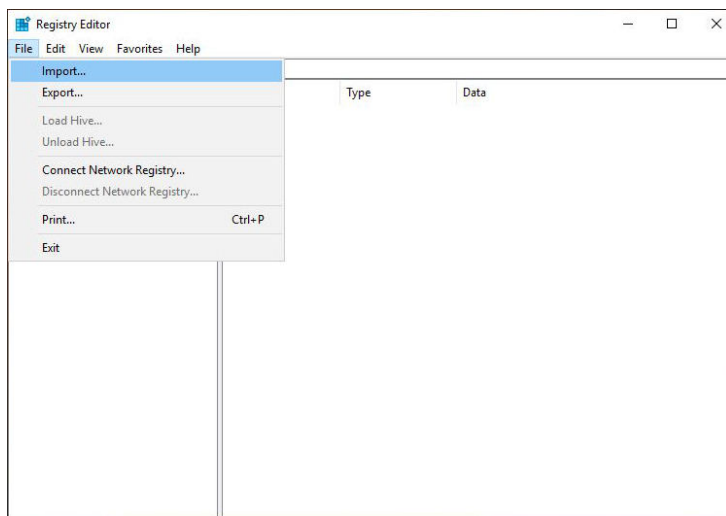 Registry Editor
File Edit View Favorites Help
Import...
Export...
Type Data
Load Hive...
Unload Hive...
Connect Network Registry...
Disconnect Network Registry...
Print... Ctrl+P
Exit